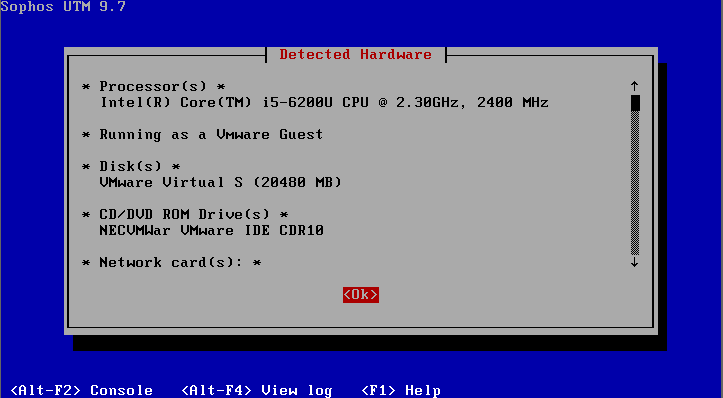 Sophos UTM 9.7
Detected Hardware
* Processor(s) *
Intel(R) Core(TM) i5-6200U CPU @ 2.30GHz, 2400 MHz
* Running as a Vmware Guest
* Disk(s) *
VMware Virtual S (20480 MB)
* CD/DVD ROM Drive(s) *
NECVMWar VMware IDE CDR10
* Network card(s): *
<Ok>
<Alt-F2> Console <Alt-F4> View log <F1> Help